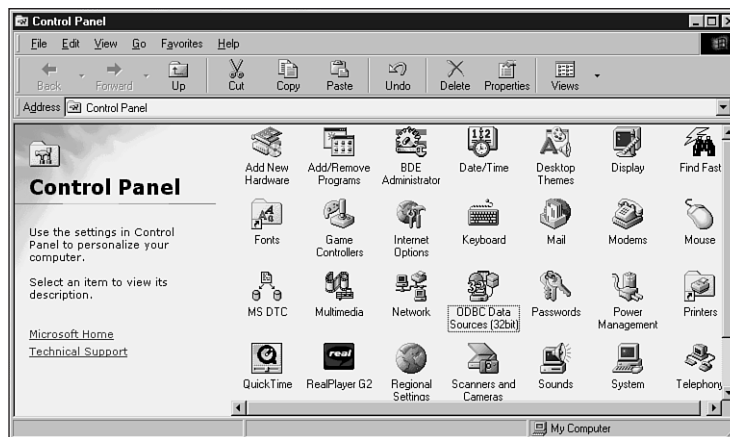 Control Panel
File Edit View Go Favorites Help
Back Forward Up Cut Copy Paste Undo Delete Properties Views
Address Control Panel
Control Panel
Use the settings in Control
Panel to personalize your
computer.
Select an item to view its
description.
Microsoft Home
Technical Support
Add New
Hardware
Add/Remove
Programs
BDE
Administrator
Date/Time
Desktop
Themes
Display
Find Fast
Fonts
Game
Controllers
Internet
Options
Keyboard
Mail
Modems
Mouse
MS DTC
Multimedia
Network
ODBC Data
Sources (32bit)
Passwords
Power
Management
Printers
QuickTime
real
RealPlayer G2
Regional
Settings
Scanners and
Cameras
Sounds
System
Telephony
My Computer